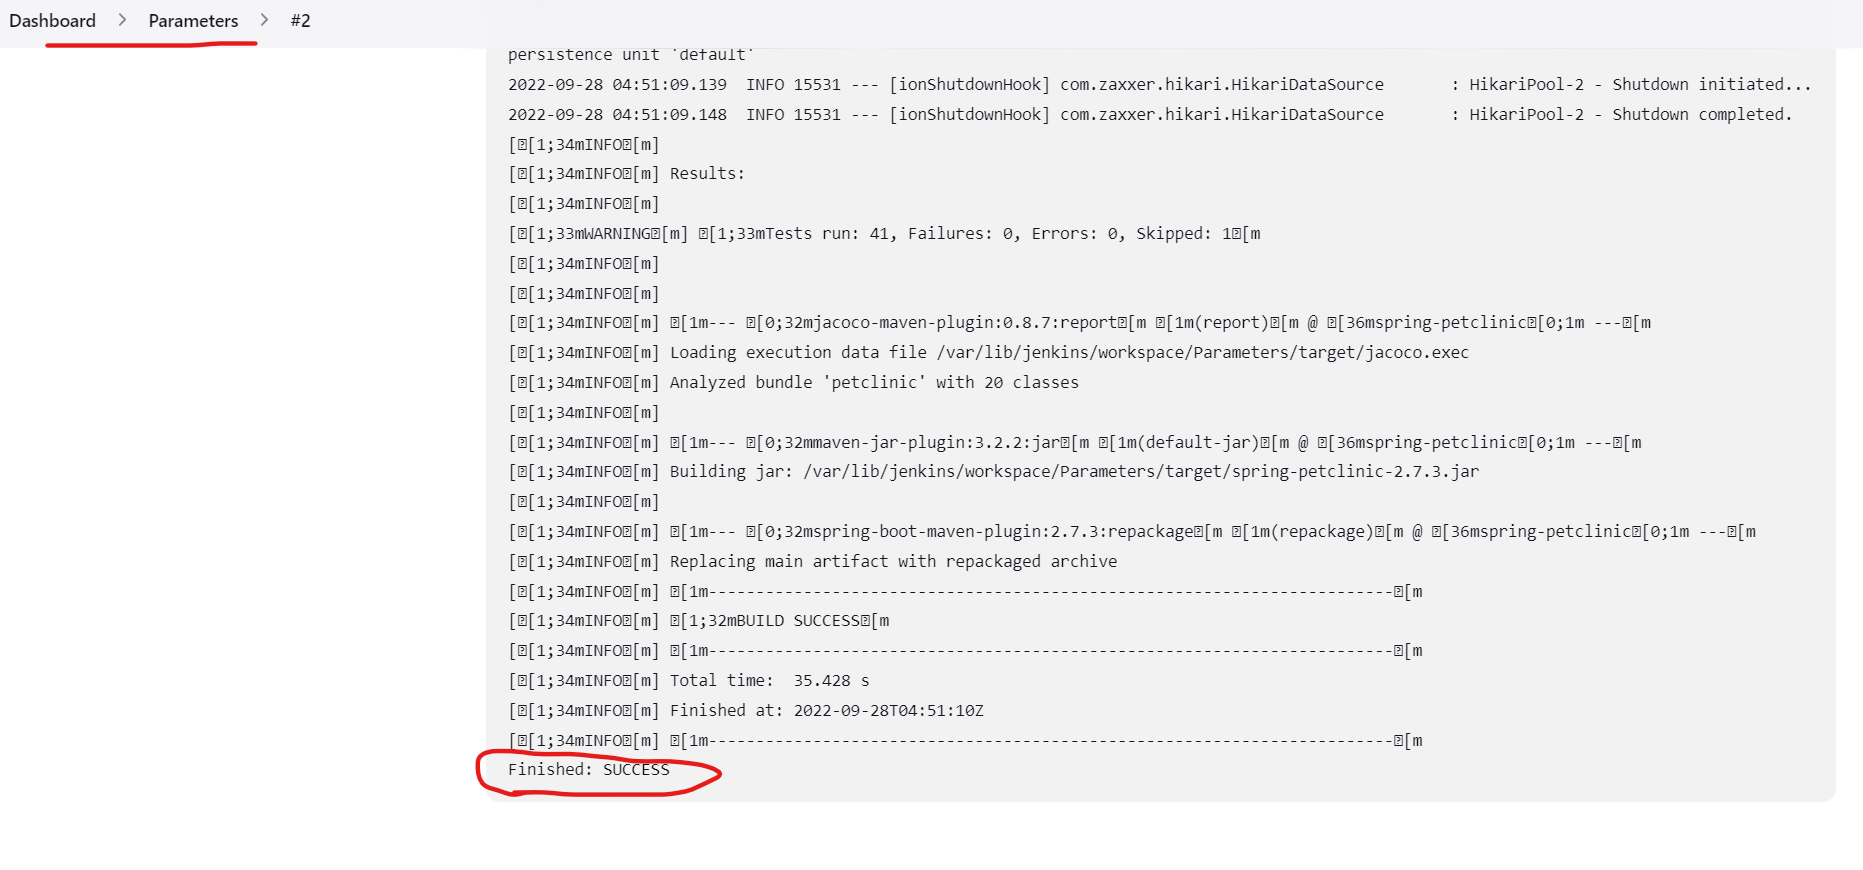 Dashboard > Parameters > #2
persistence unit 'default'
2022-09-28 04:51:09.139  INFO 15531 --- [ionShutdownHook] com.zaxxer.hikari.HikariDataSource       : HikariPool-2 - Shutdown initiated...
2022-09-28 04:51:09.148  INFO 15531 --- [ionShutdownHook] com.zaxxer.hikari.HikariDataSource       : HikariPool-2 - Shutdown completed.
[⍰[1;34mINFO⍰[m]
[⍰[1;34mINFO⍰[m] Results:
[⍰[1;34mINFO⍰[m]
[⍰[1;33mWARNING⍰[m] ⍰[1;33mTests run: 41, Failures: 0, Errors: 0, Skipped: 1⍰[m
[⍰[1;34mINFO⍰[m]
[⍰[1;34mINFO⍰[m]
[⍰[1;34mINFO⍰[m] ⍰[1m--- ⍰[0;32mjacoco-maven-plugin:0.8.7:report⍰[m ⍰[1m(report)⍰[m @ ⍰[36mspring-petclinic⍰[0;1m ---⍰[m
[⍰[1;34mINFO⍰[m] Loading execution data file /var/lib/jenkins/workspace/Parameters/target/jacoco.exec
[⍰[1;34mINFO⍰[m] Analyzed bundle 'petclinic' with 20 classes
[⍰[1;34mINFO⍰[m]
[⍰[1;34mINFO⍰[m] ⍰[1m--- ⍰[0;32mmaven-jar-plugin:3.2.2:jar⍰[m ⍰[1m(default-jar)⍰[m @ ⍰[36mspring-petclinic⍰[0;1m ---⍰[m
[⍰[1;34mINFO⍰[m] Building jar: /var/lib/jenkins/workspace/Parameters/target/spring-petclinic-2.7.3.jar
[⍰[1;34mINFO⍰[m]
[⍰[1;34mINFO⍰[m] ⍰[1m--- ⍰[0;32mspring-boot-maven-plugin:2.7.3:repackage⍰[m ⍰[1m(repackage)⍰[m @ ⍰[36mspring-petclinic⍰[0;1m ---⍰[m
[⍰[1;34mINFO⍰[m] Replacing main artifact with repackaged archive
[⍰[1;34mINFO⍰[m] ⍰[1m------------------------------------------------------------------------⍰[m
[⍰[1;34mINFO⍰[m] ⍰[1;32mBUILD SUCCESS⍰[m
[⍰[1;34mINFO⍰[m] ⍰[1m------------------------------------------------------------------------⍰[m
[⍰[1;34mINFO⍰[m] Total time:  35.428 s
[⍰[1;34mINFO⍰[m] Finished at: 2022-09-28T04:51:10Z
[⍰[1;34mINFO⍰[m] ⍰[1m------------------------------------------------------------------------⍰[m
Finished: SUCCESS